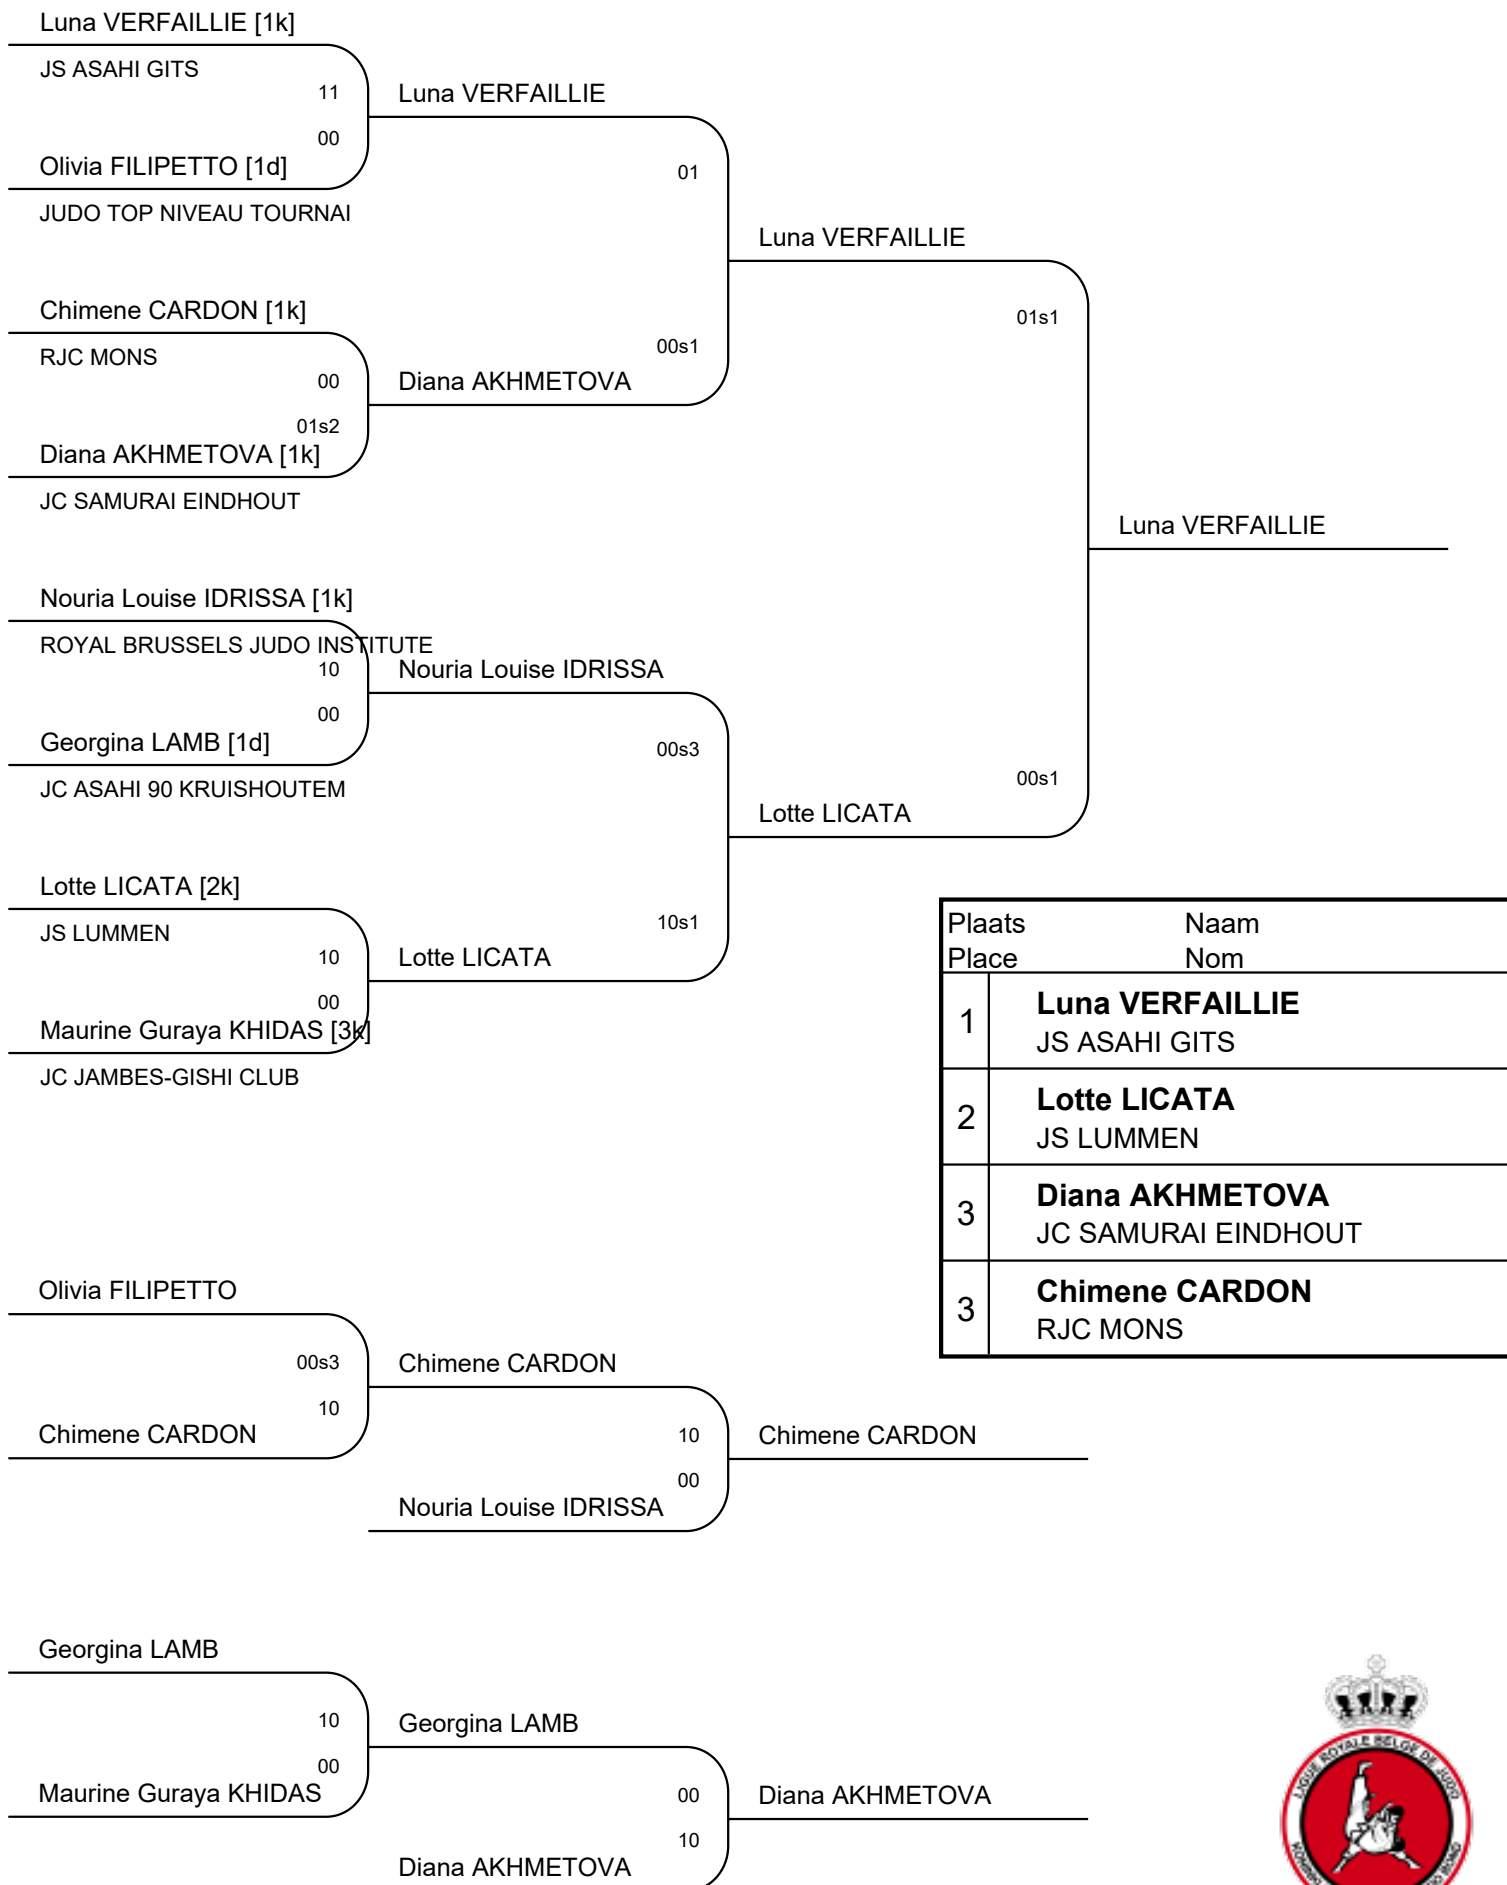 Luna VERFAILLIE [1k]
JS ASAHI GITS
11
Luna VERFAILLIE
00
Olivia FILIPETTO [1d]
01
JUDO TOP NIVEAU TOURNAI
Luna VERFAILLIE
Chimene CARDON [1k]
01s1
RJC MONS
00s1
00
Diana AKHMETOVA
01s2
Diana AKHMETOVA [1k]
JC SAMURAI EINDHOUT
Luna VERFAILLIE
Nouria Louise IDRISSA [1k]
ROYAL BRUSSELS JUDO INSTITUTE
10
Nouria Louise IDRISSA
00
Georgina LAMB [1d]
00s3
JC ASAHI 90 KRUISHOUTEM
00s1
Lotte LICATA
Lotte LICATA [2k]
JS LUMMEN
10s1
10
Lotte LICATA
00
Maurine Guraya KHIDAS [3k]
JC JAMBES-GISHI CLUB
Plaats Naam
Place Nom
1 Luna VERFAILLIE
JS ASAHI GITS
2 Lotte LICATA
JS LUMMEN
3 Diana AKHMETOVA
JC SAMURAI EINDHOUT
3 Chimene CARDON
RJC MONS
Olivia FILIPETTO
00s3
Chimene CARDON
10
Chimene CARDON
10
Chimene CARDON
00
Nouria Louise IDRISSA
Georgina LAMB
10
Georgina LAMB
00
Maurine Guraya KHIDAS
00
Diana AKHMETOVA
10
Diana AKHMETOVA
LIGUE ROYALE BELGE DE JUDO